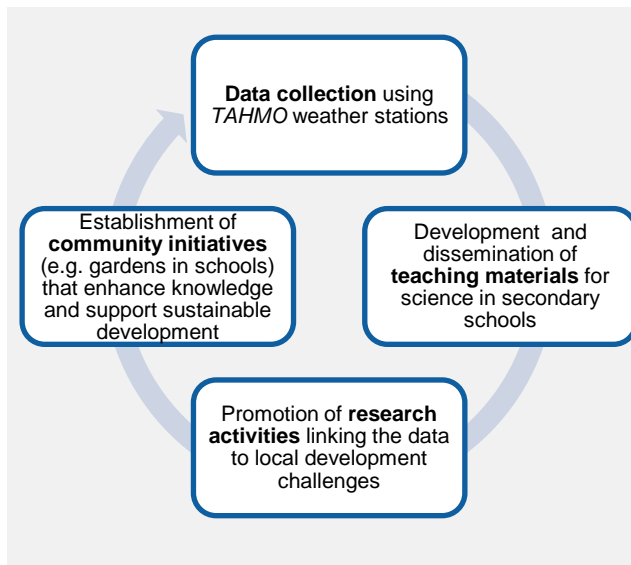 Data collection using
TAHMO weather stations
Development and
dissemination of
teaching materials for
science in secondary
schools
Promotion of research
activities linking the data
to local development
challenges
Establishment of
community initiatives
(e.g. gardens in schools)
that enhance knowledge
and support sustainable
development